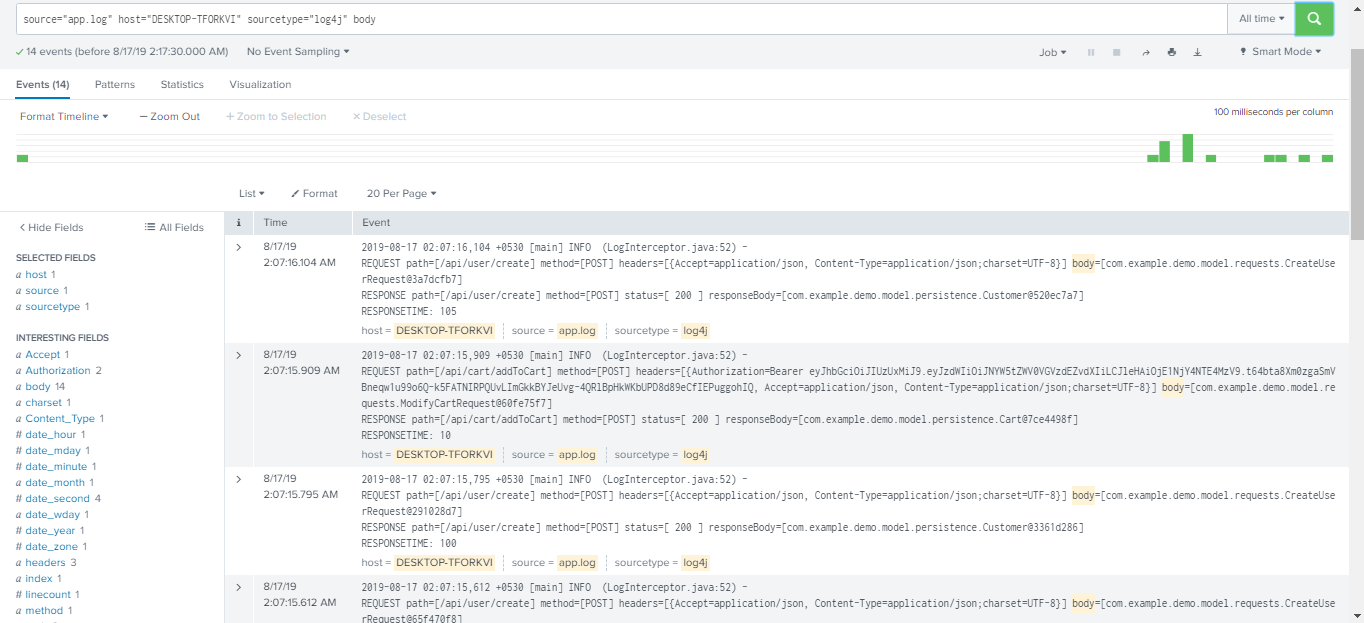 source="app.log" host="DESKTOP-TFORKVI" sourcetype="log4j" body
All time
14 events (before 8/17/19 2:17:30.000 AM) No Event Sampling
Job
Smart Mode
Events (14) Patterns Statistics Visualization
Format Timeline — Zoom Out + Zoom to Selection × Deselect
100 milliseconds per column
List Format 20 Per Page
< Hide Fields All Fields
i Time Event
SELECTED FIELDS
a host 1
a source 1
a sourcetype 1
INTERESTING FIELDS
a Accept 1
a Authorization 2
a body 14
a charset 1
a Content_Type 1
# date_hour 1
# date_mday 1
# date_minute 1
a date_month 1
# date_second 4
a date_wday 1
# date_year 1
# date_zone 1
a headers 3
a index 1
# linecount 1
a method 1
> 8/17/19
2:07:16.104 AM
2019-08-17 02:07:16,104 +0530 [main] INFO (LogInterceptor.java:52) -
REQUEST path=[/api/user/create] method=[POST] headers=[{Accept=application/json, Content-Type=application/json;charset=UTF-8}] body=[com.example.demo.model.requests.CreateUse
rRequest@3a7dcfb7]
RESPONSE path=[/api/user/create] method=[POST] status=[ 200 ] responseBody=[com.example.demo.model.persistence.Customer@520ec7a7]
RESPONSETIME: 105
host = DESKTOP-TFORKVI source = app.log sourcetype = log4j
> 8/17/19
2:07:15.909 AM
2019-08-17 02:07:15,909 +0530 [main] INFO (LogInterceptor.java:52) -
REQUEST path=[/api/cart/addToCart] method=[POST] headers=[{Authorization=Bearer eyJhbGciOiJIUzUxMiJ9.eyJzdWIiOiJNYW5tZWV0VGVzdEZvdXIiLCJleHAiOjE1NjY4NTE4MzV9.t64bta8Xm0zgaSmV
Bneqw1u99o6Q-k5FATNIRPQUvLImGkkBYJeUvg-4QRlBpHkWKbUPD8d89eCfIEPuggohIQ, Accept=application/json, Content-Type=application/json;charset=UTF-8}] body=[com.example.demo.model.re
quests.ModifyCartRequest@60fe75f7]
RESPONSE path=[/api/cart/addToCart] method=[POST] status=[ 200 ] responseBody=[com.example.demo.model.persistence.Cart@7ce4498f]
RESPONSETIME: 10
host = DESKTOP-TFORKVI source = app.log sourcetype = log4j
> 8/17/19
2:07:15.795 AM
2019-08-17 02:07:15,795 +0530 [main] INFO (LogInterceptor.java:52) -
REQUEST path=[/api/user/create] method=[POST] headers=[{Accept=application/json, Content-Type=application/json;charset=UTF-8}] body=[com.example.demo.model.requests.CreateUse
rRequest@291028d7]
RESPONSE path=[/api/user/create] method=[POST] status=[ 200 ] responseBody=[com.example.demo.model.persistence.Customer@3361d286]
RESPONSETIME: 100
host = DESKTOP-TFORKVI source = app.log sourcetype = log4j
> 8/17/19
2:07:15.612 AM
2019-08-17 02:07:15,612 +0530 [main] INFO (LogInterceptor.java:52) -
REQUEST path=[/api/user/create] method=[POST] headers=[{Accept=application/json, Content-Type=application/json;charset=UTF-8}] body=[com.example.demo.model.requests.CreateUse
rRequest@65f470f8]